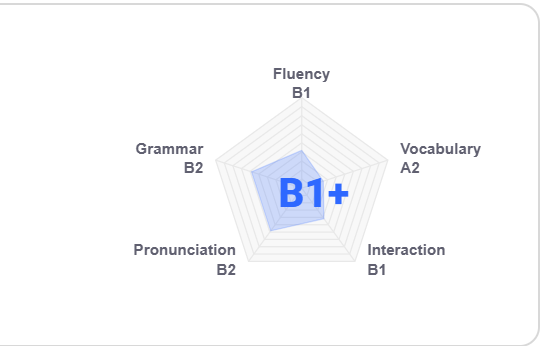 Fluency
B1
Grammar
B2
Vocabulary
A2
B1+
Pronunciation
B2
Interaction
B1